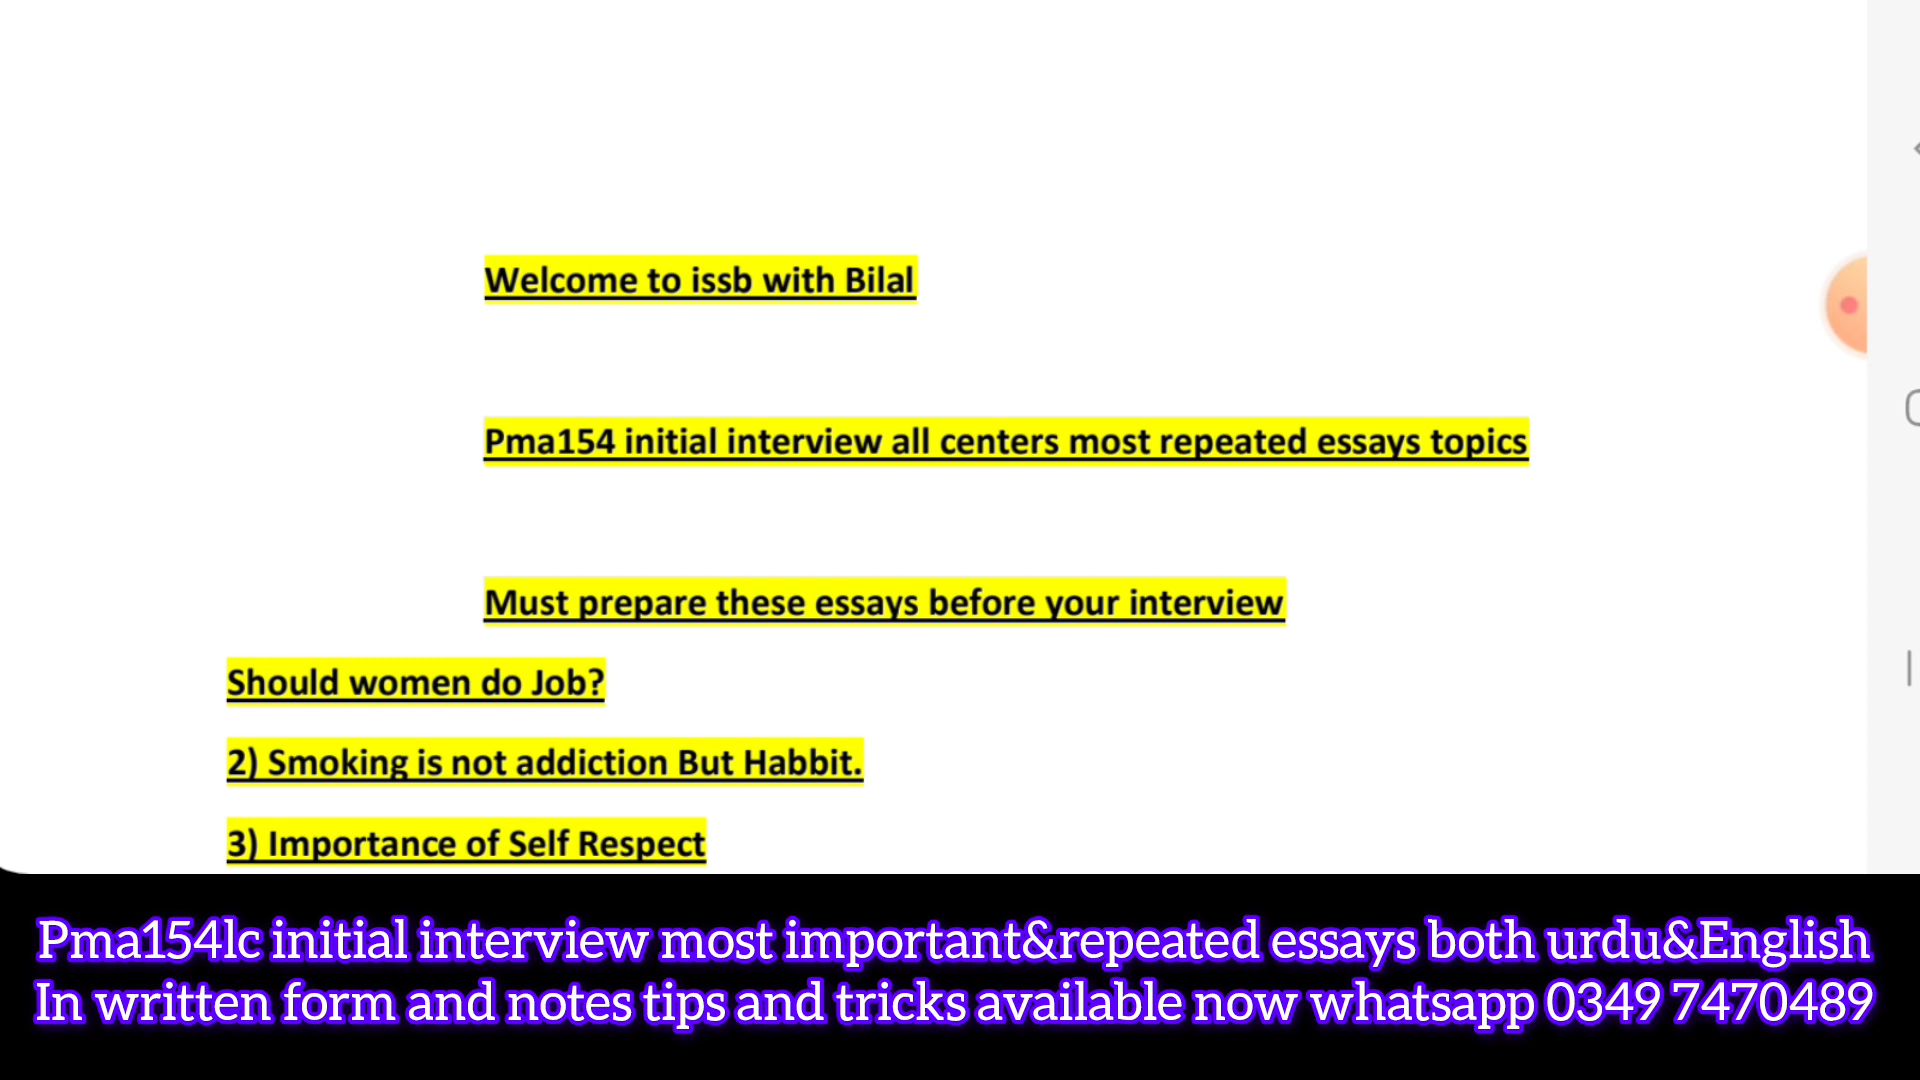 Welcome to issb with Bilal
Pma154 initial interview all centers most repeated essays topics
Must prepare these essays before your interview
Should women do Job?
2) Smoking is not addiction But Habbit.
3) Importance of Self Respect
Pma154lc initial interview most important&repeated essays both urdu&English
In written form and notes tips and tricks available now whatsapp 0349 7470489